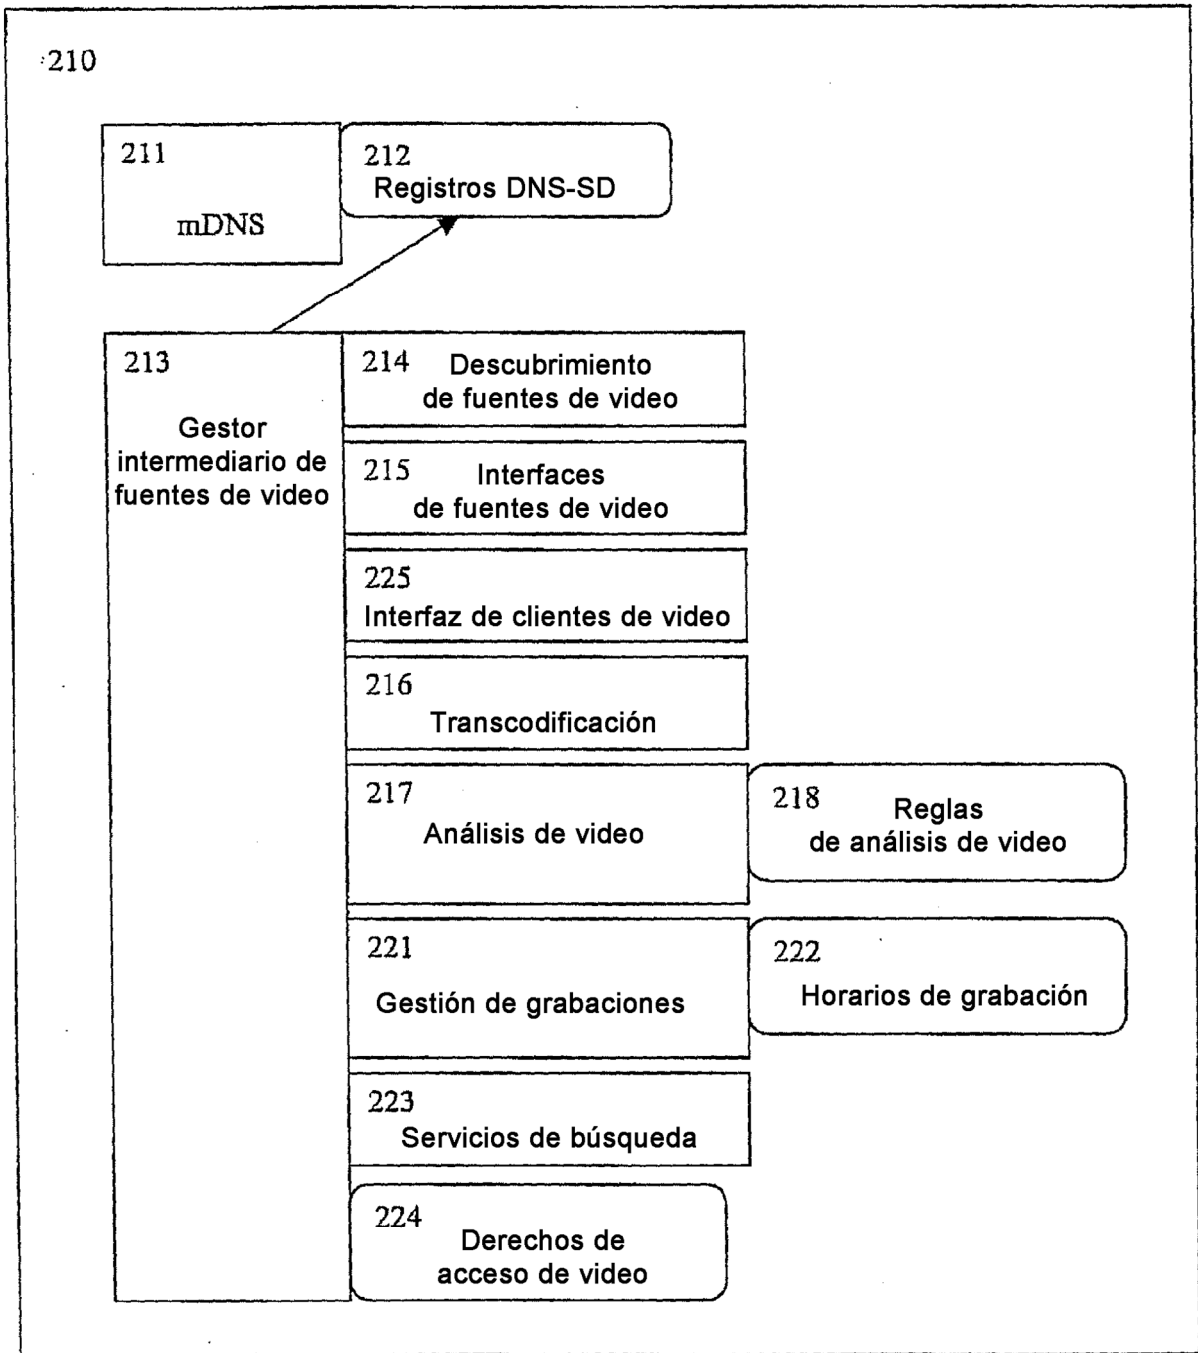 210
211
mDNS
212
Registros DNS-SD
213
Gestor
intermediario de
fuentes de video
214 Descubrimiento
de fuentes de video
215 Interfaces
de fuentes de video
225
Interfaz de clientes de video
216
Transcodificación
217
Análisis de video
218 Reglas
de análisis de video
221
Gestión de grabaciones
222
Horarios de grabación
223
Servicios de búsqueda
224
Derechos de
acceso de video